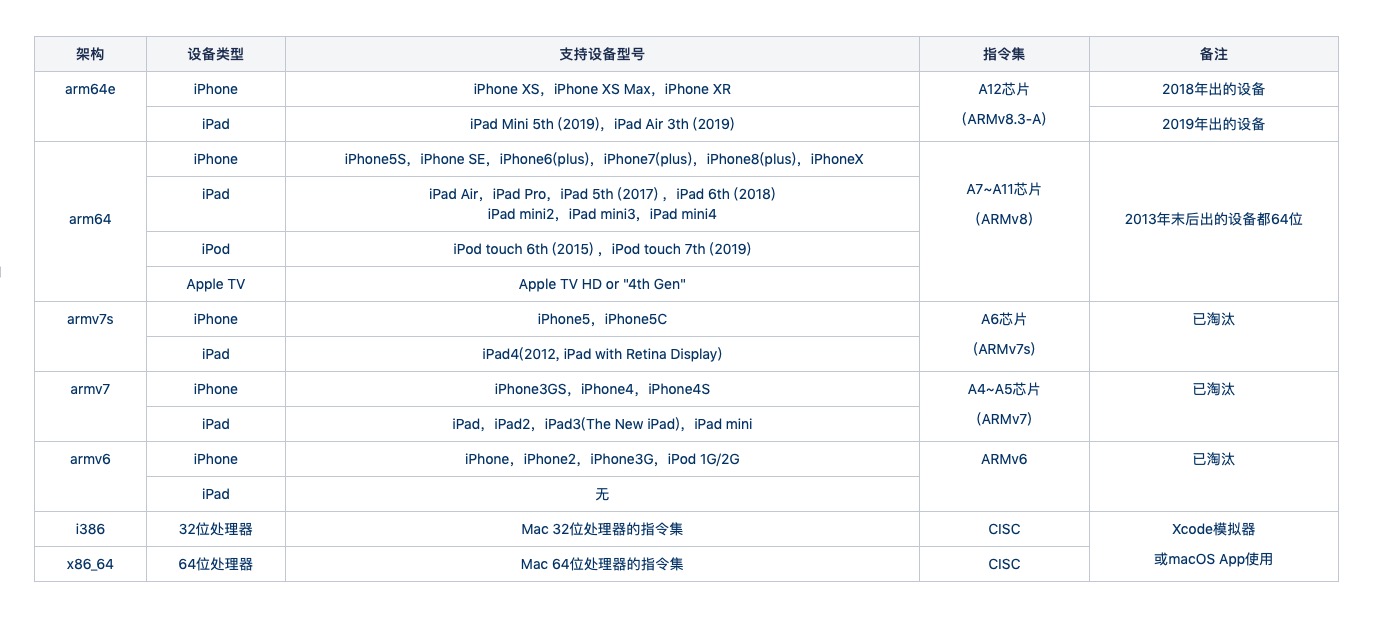 架构 设备类型 支持设备型号 指令集 备注
arm64e iPhone iPhone XS，iPhone XS Max，iPhone XR A12芯片 2018年出的设备
(ARMv8.3-A)
iPad iPad Mini 5th (2019)，iPad Air 3th (2019) 2019年出的设备
iPhone iPhone5S，iPhone SE，iPhone6(plus)，iPhone7(plus)，iPhone8(plus)，iPhoneX
iPad iPad Air，iPad Pro，iPad 5th (2017) ，iPad 6th (2018) A7~A11芯片
iPad mini2，iPad mini3，iPad mini4
arm64 (ARMv8) 2013年末后出的设备都64位
iPod iPod touch 6th (2015) ，iPod touch 7th (2019)
Apple TV Apple TV HD or "4th Gen"
armv7s iPhone iPhone5，iPhone5C A6芯片 已淘汰
(ARMv7s)
iPad iPad4(2012, iPad with Retina Display)
armv7 iPhone iPhone3GS，iPhone4，iPhone4S A4~A5芯片 已淘汰
(ARMv7)
iPad iPad，iPad2，iPad3(The New iPad)，iPad mini
armv6 iPhone iPhone，iPhone2，iPhone3G，iPod 1G/2G ARMv6 已淘汰
iPad 无
i386 32位处理器 Mac 32位处理器的指令集 CISC Xcode模拟器
或macOS App使用
x86_64 64位处理器 Mac 64位处理器的指令集 CISC